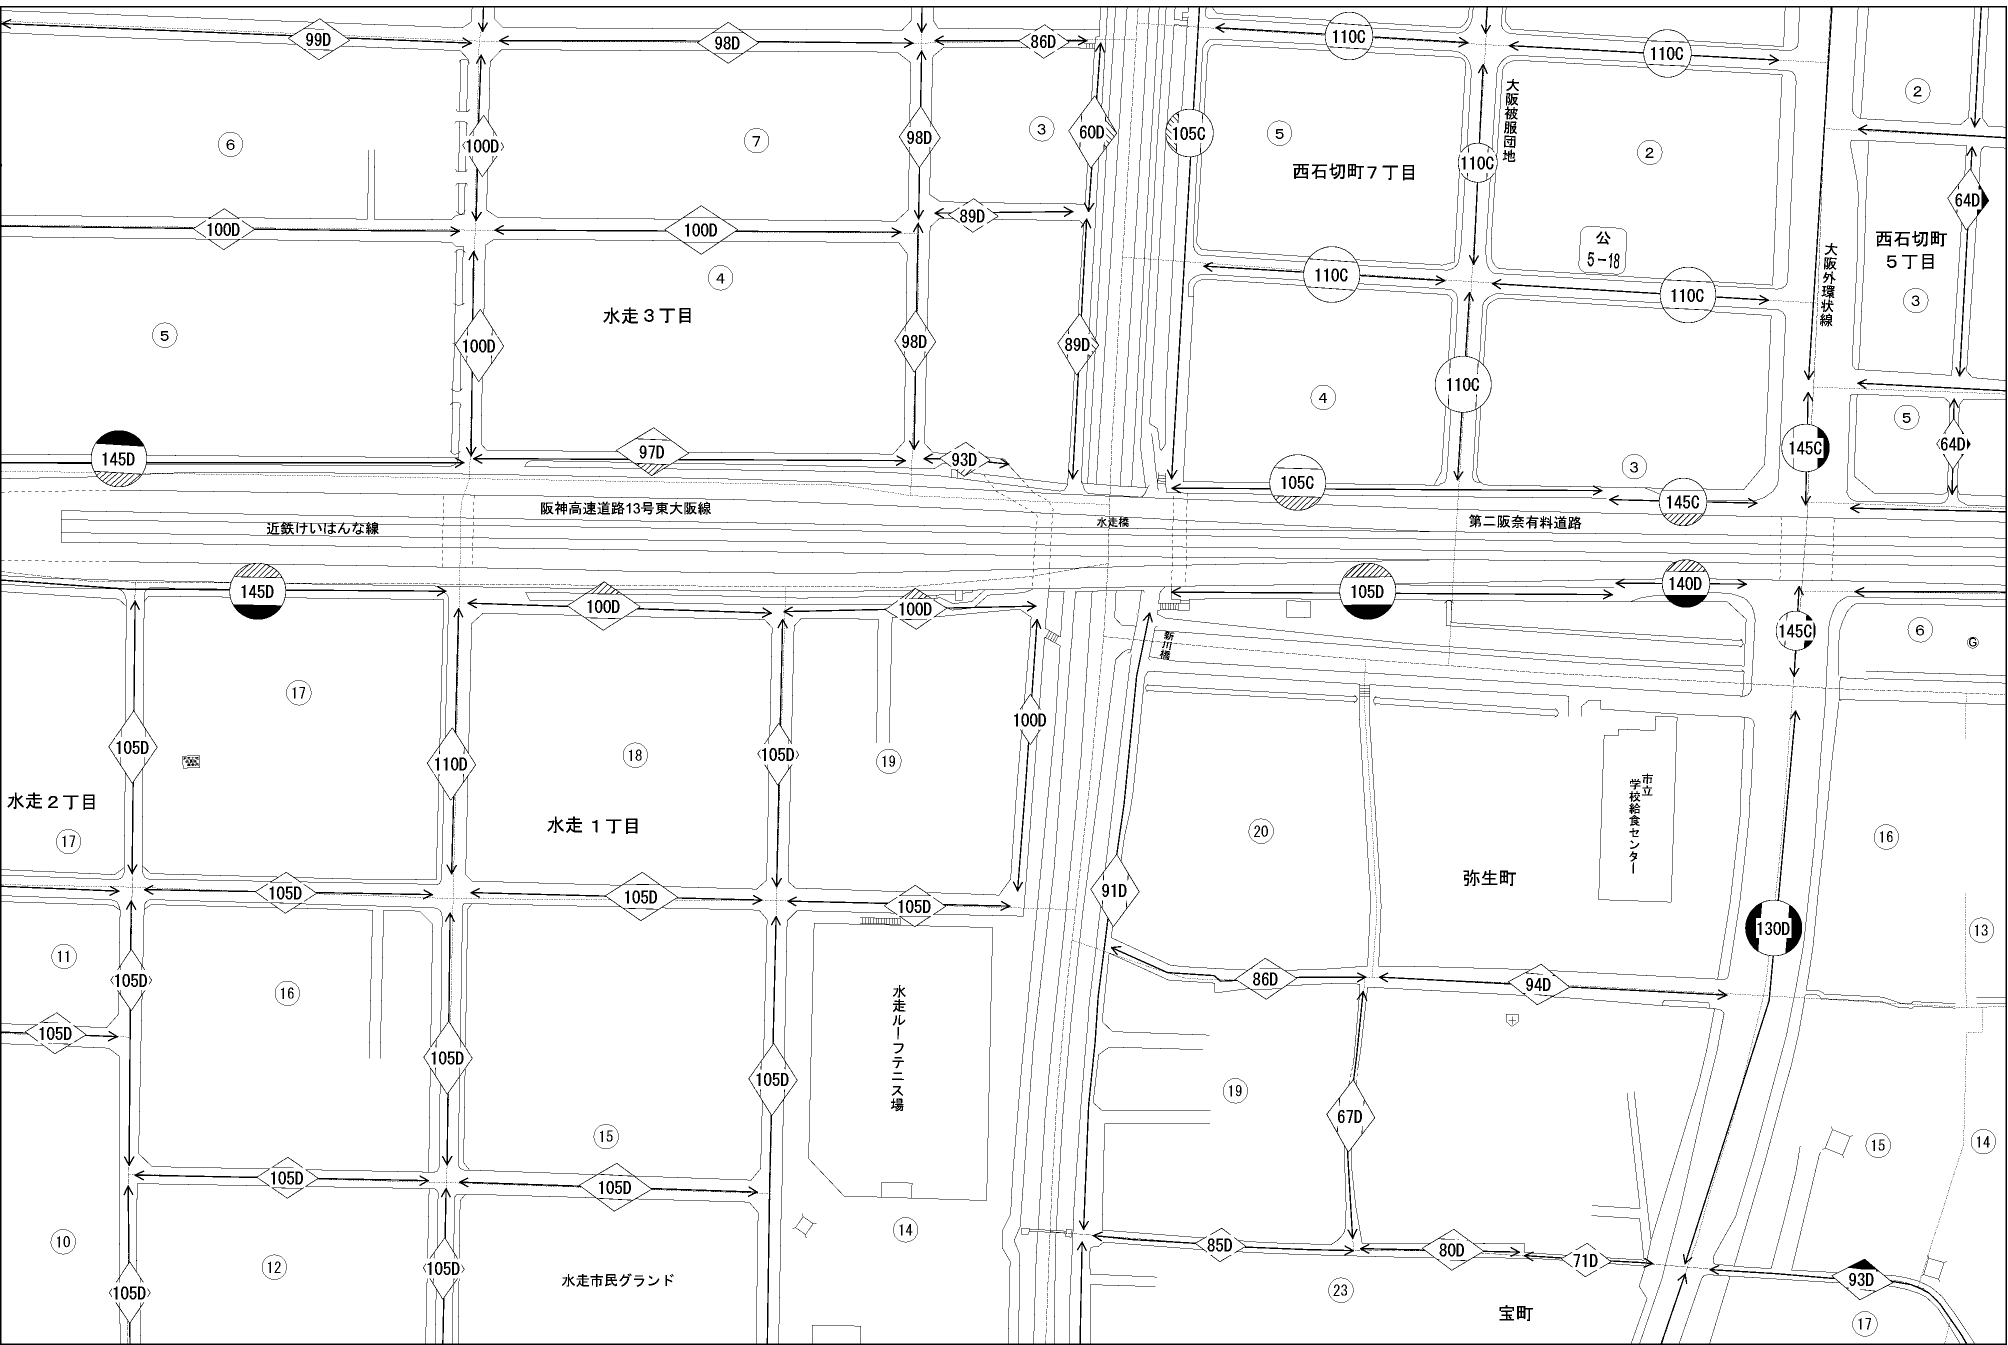 99D
98D
86D
110C
110C
2
6
100D
7
98D
3
60D
105C
5
110C
大阪被服団地
2
西石切町7丁目
64D
100D
100D
89D
公
5-18
大阪外環状線
西石切町
5丁目
4
110C
110C
3
水走3丁目
5
100D
98D
89D
110C
4
5
145D
97D
93D
105C
3
145C
145C
64D
阪神高速道路13号東大阪線
近鉄けいはんな線
水走橋
第二阪奈有料道路
145D
100D
100D
105D
140D
145C
6
G
新川橋
17
100D
105D
110D
18
105D
19
市立
学校給食センター
水走2丁目
17
水走1丁目
20
16
弥生町
105D
105D
105D
91D
130D
13
11
105D
16
86D
94D
水走ルーフテニス場
105D
105D
105D
19
67D
15
15
14
105D
105D
14
10
12
105D
105D
水走市民グランド
85D
80D
71D
93D
23
宝町
17